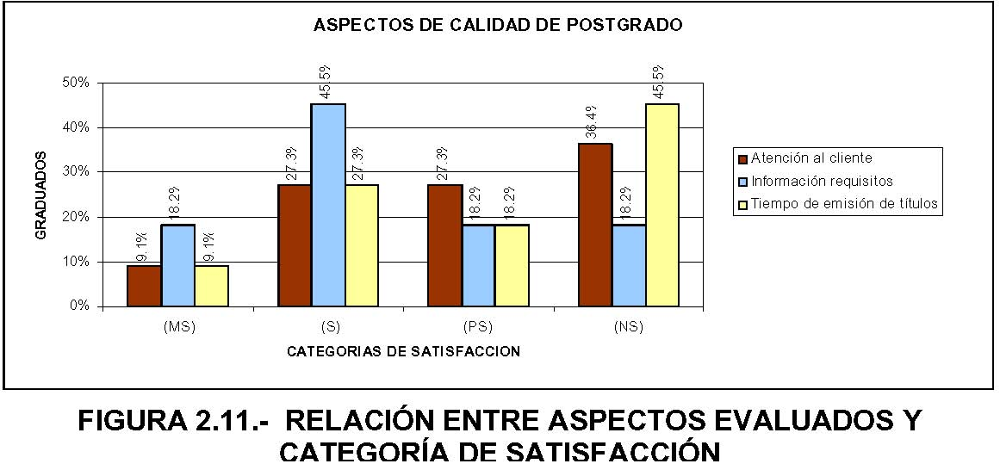 ASPECTOS DE CALIDAD DE POSTGRADO
50%
40%
30%
20%
10%
0%
GRADUADOS
9.1%
18.2%
9.1%
27.3%
45.5%
27.3%
27.3%
18.2%
18.2%
36.4%
18.2%
45.5%
(MS)
(S)
(PS)
(NS)
CATEGORIAS DE SATISFACCION
Atención al cliente
Información requisitos
Tiempo de emisión de títulos
FIGURA 2.11.- RELACIÓN ENTRE ASPECTOS EVALUADOS Y
CATEGORÍA DE SATISFACCIÓN